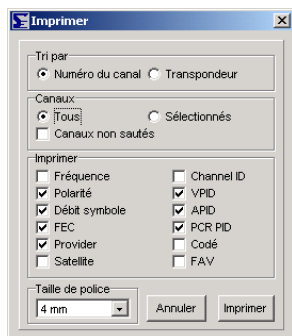 Imprimer
Tri par
Numéro du canal Transpondeur
Canaux
Tous Sélectionnés
Canaux non sautés
Imprimer
Fréquence Channel ID
Polarité VPID
Débit symbole APID
FEC PCR PID
Provider Codé
Satellite FAV
Taille de police
4 mm Annuler Imprimer